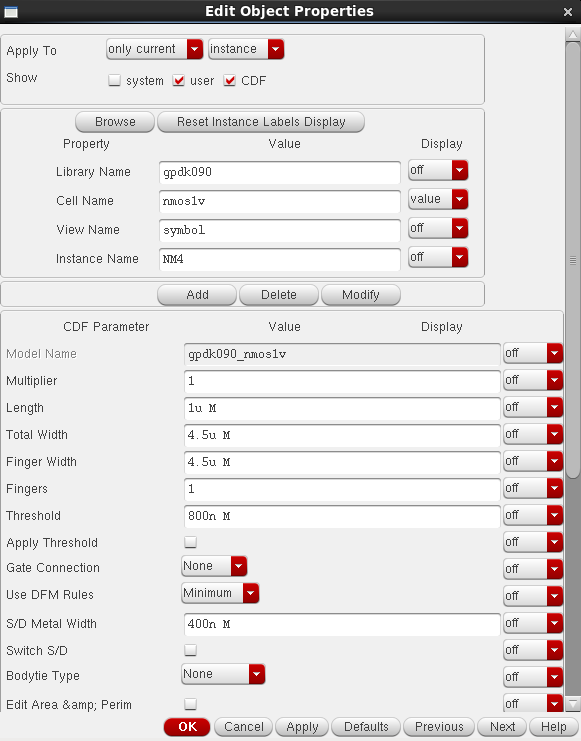 Edit Object Properties
Apply To only current instance
Show system user CDF
Browse Reset Instance Labels Display
Property Value Display
Library Name gpdk090 off
Cell Name nmos1v value
View Name symbol off
Instance Name NM4 off
Add Delete Modify
CDF Parameter Value Display
Model Name gpdk090_nmos1v off
Multiplier 1 off
Length 1u M off
Total Width 4.5u M off
Finger Width 4.5u M off
Fingers 1 off
Threshold 800n M off
Apply Threshold off
Gate Connection None off
Use DFM Rules Minimum off
S/D Metal Width 400n M off
Switch S/D off
Bodytie Type None off
Edit Area &amp; Perim off
OK Cancel Apply Defaults Previous Next Help